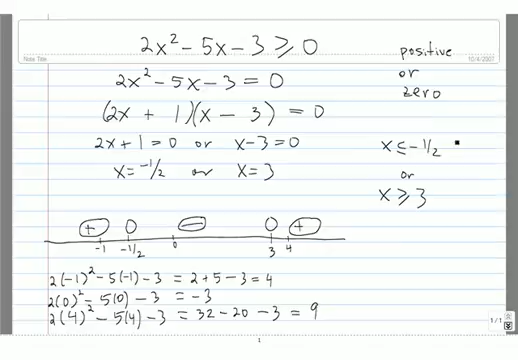 2x² - 5x - 3 ≥ 0
Note Title
10/4/2007
positive
or
zero
2x² - 5x - 3 = 0
(2x + 1)(x - 3) = 0
2x + 1 = 0 or x - 3 = 0
x = -1/2 or x = 3
x ≤ -1/2
or
x ≥ 3
+ 0 − 0 +
-1 -1/2 0 3 4
2(-1)² - 5(-1) - 3 = 2 + 5 - 3 = 4
2(0)² - 5(0) - 3 = -3
2(4)² - 5(4) - 3 = 32 - 20 - 3 = 9
1/1
1